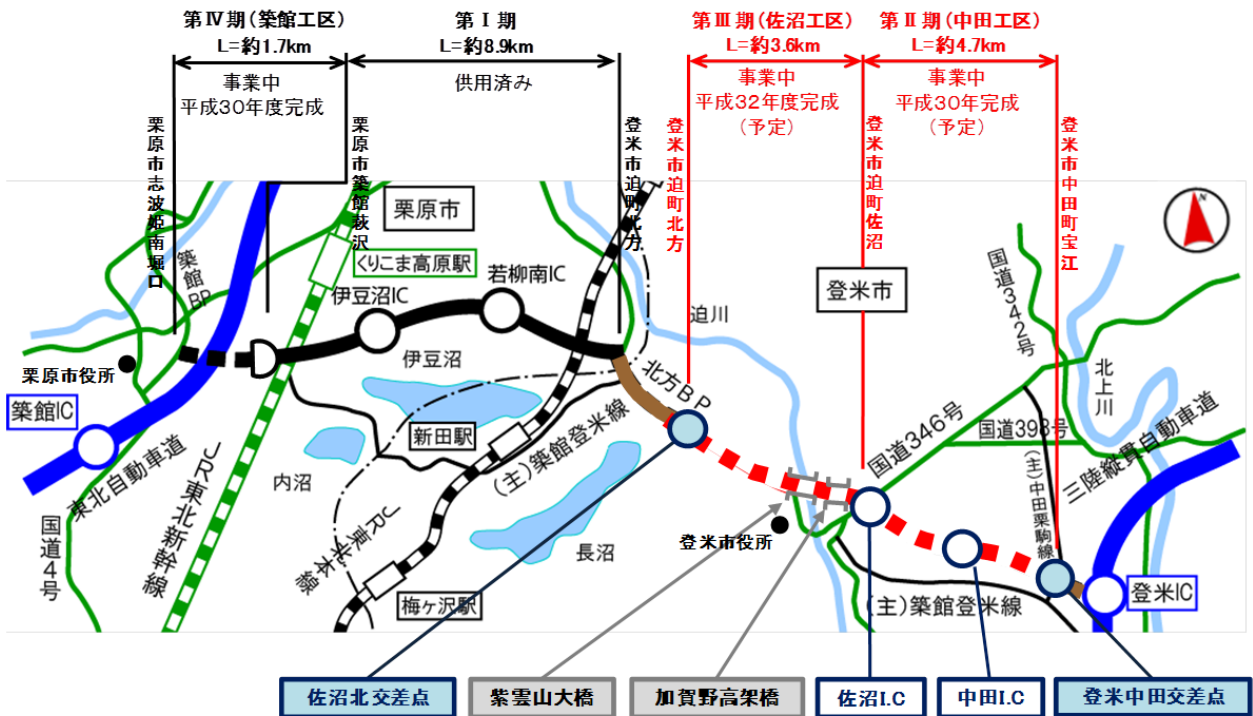 第Ⅳ期(築館工区)
L=約1.7km
事業中
平成30年度完成
第Ⅰ期
L=約8.9km
供用済み
第Ⅲ期(佐沼工区)
L=約3.6km
事業中
平成32年度完成
(予定)
第Ⅱ期(中田工区)
L=約4.7km
事業中
平成30年完成
(予定)
栗原市志波姫南堀口
栗原市築館萩沢
登米市迫町北方
登米市迫町北方
登米市迫町佐沼
登米市中田町宝江
N
栗原市
くりこま高原駅
築館BP
伊豆沼IC
若柳南IC
登米市
迫川
国道342号
北上川
栗原市役所
伊豆沼
北方BP
築館IC
新田駅
(主)築館登米線
国道346号
国道398号
三陸縦貫自動車道
東北自動車道
JR東北新幹線
内沼
(主)中田栗駒線
国道4号
JR東北本線
長沼
登米市役所
梅ヶ沢駅
(主)築館登米線
登米IC
佐沼北交差点
紫雲山大橋
加賀野高架橋
佐沼I.C
中田I.C
登米中田交差点